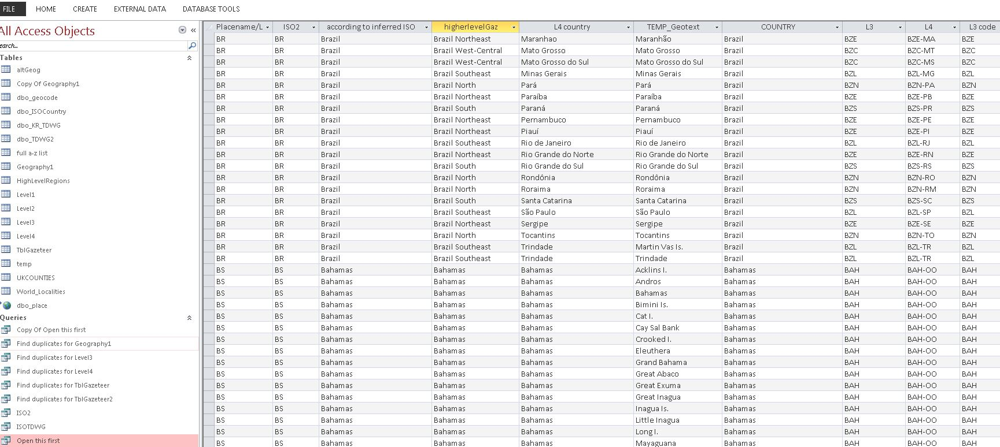 FILE HOME CREATE EXTERNAL DATA DATABASE TOOLS
All Access Objects
earch...
Tables
altGeog
Copy Of Geography1
dbo_geocode
dbo_ISOCountry
dbo_KR_TDWG
dbo_TDWG2
full a-z list
Geography1
HighLevelRegions
Level1
Level2
Level3
Level4
TblGazeteer
temp
UKCOUNTIES
World_Localities
dbo_place
Queries
Copy Of Open this first
Find duplicates for Geography1
Find duplicates for Level3
Find duplicates for Level4
Find duplicates for TblGazeteer
Find duplicates for TblGazeteer2
ISO2
ISOTDWG
Open this first
Placename/L ISO2 according to inferred ISO higherlevelGaz L4 country TEMP_Geotext COUNTRY L3 L4 L3 code
BR BR Brazil Brazil Northeast Maranhao Maranhão Brazil BZE BZE-MA BZE
BR BR Brazil Brazil West-Central Mato Grosso Mato Grosso Brazil BZC BZC-MT BZC
BR BR Brazil Brazil West-Central Mato Grosso do Sul Mato Grosso do Sul Brazil BZC BZC-MS BZC
BR BR Brazil Brazil Southeast Minas Gerais Minas Gerais Brazil BZL BZL-MG BZL
BR BR Brazil Brazil North Pará Pará Brazil BZN BZN-PA BZN
BR BR Brazil Brazil Northeast Paraíba Paraíba Brazil BZE BZE-PB BZE
BR BR Brazil Brazil South Paraná Paraná Brazil BZS BZS-PR BZS
BR BR Brazil Brazil Northeast Pernambuco Pernambuco Brazil BZE BZE-PE BZE
BR BR Brazil Brazil Northeast Piauí Piauí Brazil BZE BZE-PI BZE
BR BR Brazil Brazil Southeast Rio de Janeiro Rio de Janeiro Brazil BZL BZL-RJ BZL
BR BR Brazil Brazil Northeast Rio Grande do Norte Rio Grande do Norte Brazil BZE BZE-RN BZE
BR BR Brazil Brazil South Rio Grande do Sul Rio Grande do Sul Brazil BZS BZS-RS BZS
BR BR Brazil Brazil North Rondônia Rondônia Brazil BZN BZN-RO BZN
BR BR Brazil Brazil North Roraima Roraima Brazil BZN BZN-RM BZN
BR BR Brazil Brazil South Santa Catarina Santa Catarina Brazil BZS BZS-SC BZS
BR BR Brazil Brazil Southeast São Paulo São Paulo Brazil BZL BZL-SP BZL
BR BR Brazil Brazil Northeast Sergipe Sergipe Brazil BZE BZE-SE BZE
BR BR Brazil Brazil North Tocantins Tocantins Brazil BZN BZN-TO BZN
BR BR Brazil Brazil Southeast Trindade Martin Vas Is. Brazil BZL BZL-TR BZL
BR BR Brazil Brazil Southeast Trindade Trindade Brazil BZL BZL-TR BZL
BS BS Bahamas Bahamas Bahamas Acklins I. Bahamas BAH BAH-OO BAH
BS BS Bahamas Bahamas Bahamas Andros Bahamas BAH BAH-OO BAH
BS BS Bahamas Bahamas Bahamas Bahamas Bahamas BAH BAH-OO BAH
BS BS Bahamas Bahamas Bahamas Bimini Is. Bahamas BAH BAH-OO BAH
BS BS Bahamas Bahamas Bahamas Cat I. Bahamas BAH BAH-OO BAH
BS BS Bahamas Bahamas Bahamas Cay Sal Bank Bahamas BAH BAH-OO BAH
BS BS Bahamas Bahamas Bahamas Crooked I. Bahamas BAH BAH-OO BAH
BS BS Bahamas Bahamas Bahamas Eleuthera Bahamas BAH BAH-OO BAH
BS BS Bahamas Bahamas Bahamas Grand Bahama Bahamas BAH BAH-OO BAH
BS BS Bahamas Bahamas Bahamas Great Abaco Bahamas BAH BAH-OO BAH
BS BS Bahamas Bahamas Bahamas Great Exuma Bahamas BAH BAH-OO BAH
BS BS Bahamas Bahamas Bahamas Great Inagua Bahamas BAH BAH-OO BAH
BS BS Bahamas Bahamas Bahamas Inagua Is. Bahamas BAH BAH-OO BAH
BS BS Bahamas Bahamas Bahamas Little Inagua Bahamas BAH BAH-OO BAH
BS BS Bahamas Bahamas Bahamas Long I. Bahamas BAH BAH-OO BAH
BS BS Bahamas Bahamas Bahamas Mayaguana Bahamas BAH BAH-OO BAH